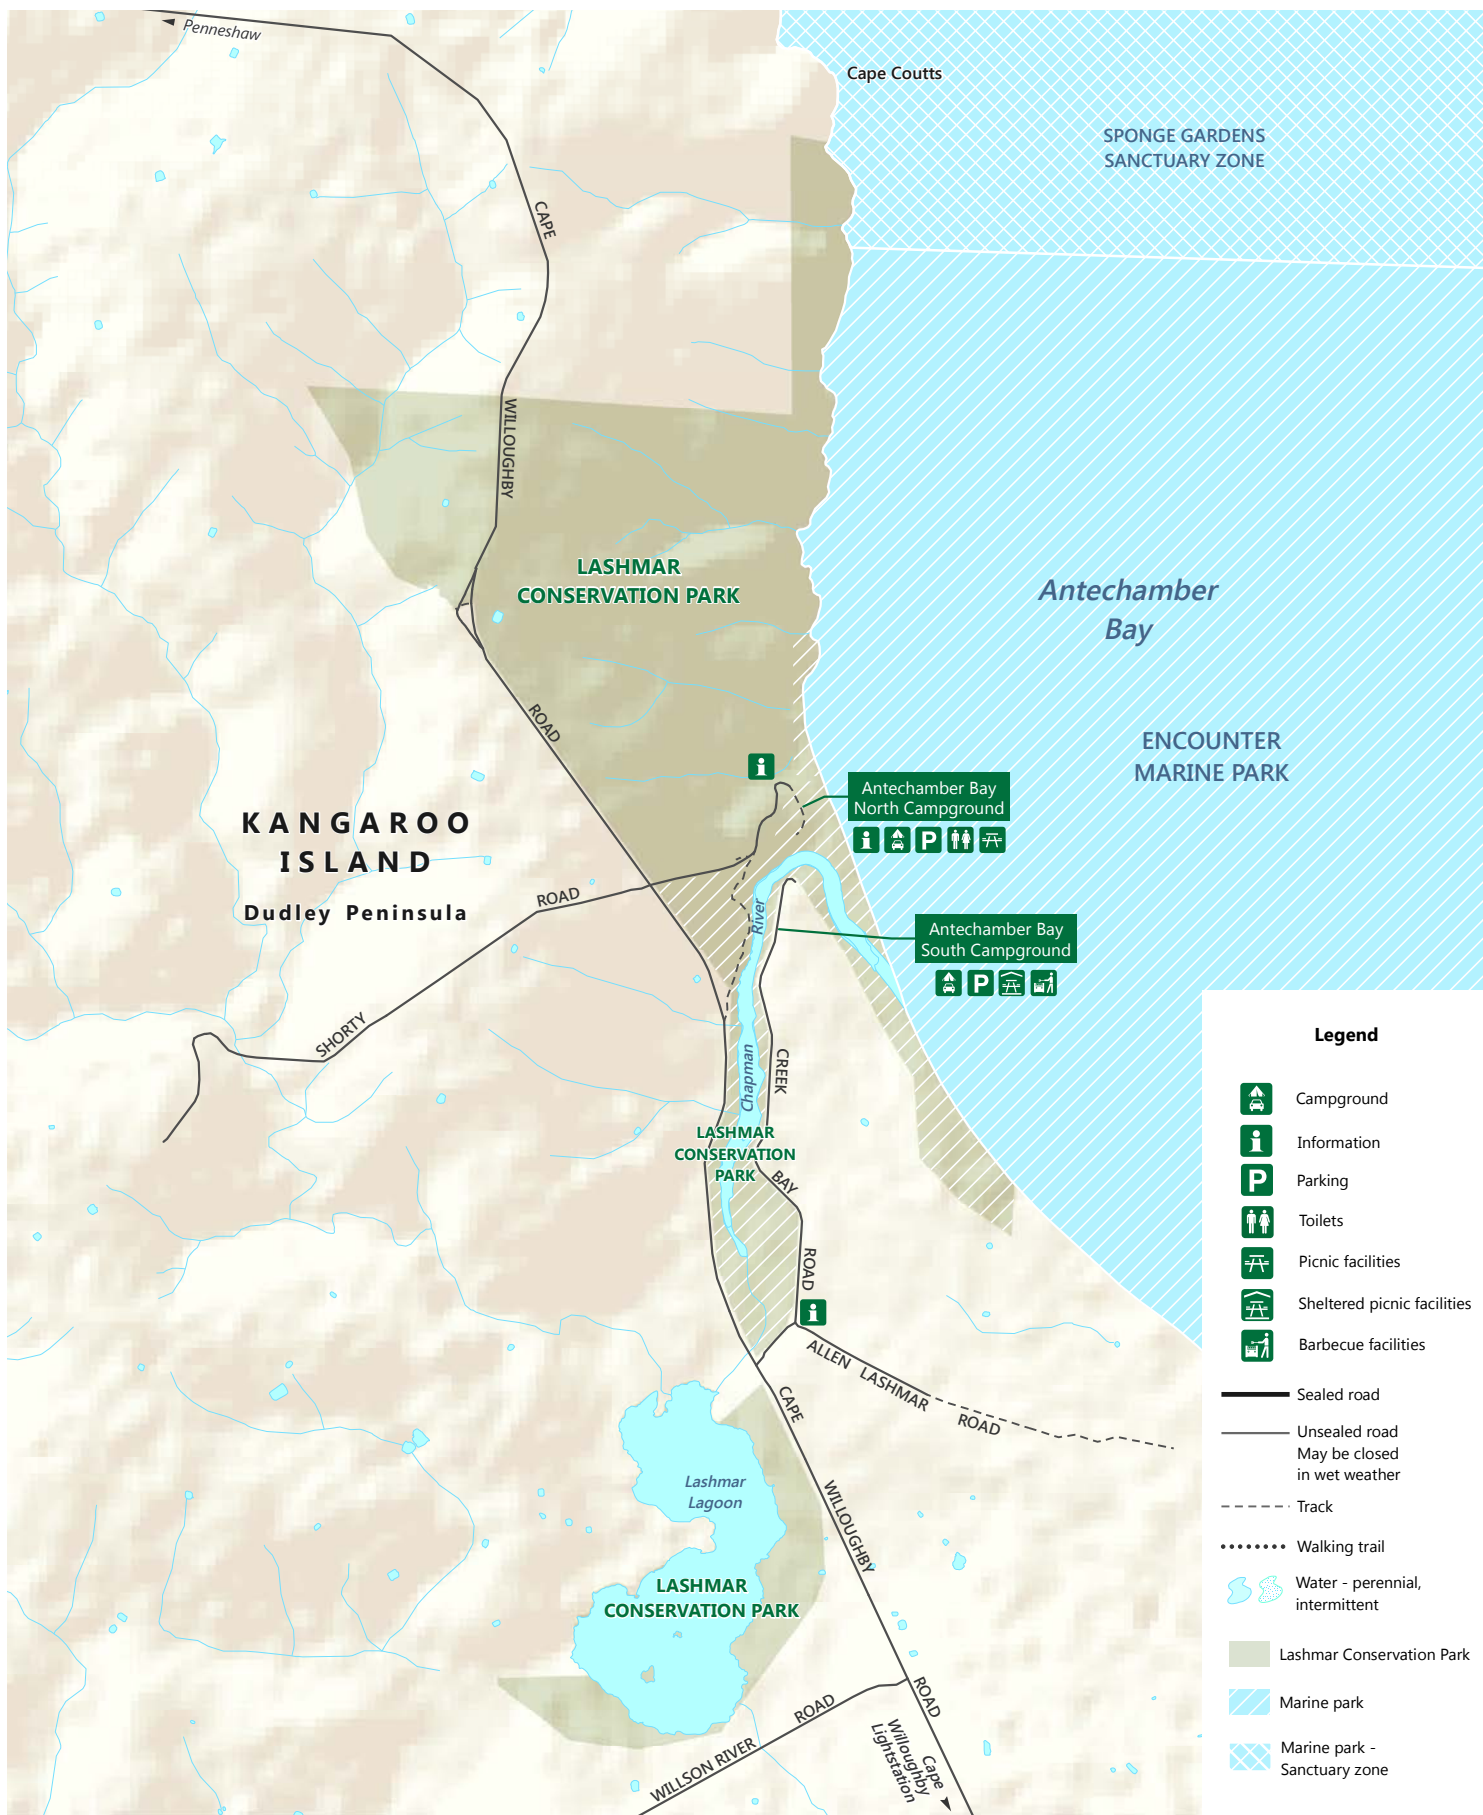 Penneshaw
Cape Coutts
SPONGE GARDENS
SANCTUARY ZONE
CAPE
WILLOUGHBY
ROAD
LASHMAR
CONSERVATION PARK
Antechamber
Bay
ENCOUNTER
MARINE PARK
i
Antechamber Bay
North Campground
i
P
KANGAROO
ISLAND
Dudley Peninsula
SHORTY
ROAD
River
Chapman
Antechamber Bay
South Campground
P
CREEK
BAY
ROAD
LASHMAR
CONSERVATION
PARK
i
ALLEN LASHMAR ROAD
CAPE
WILLOUGHBY
ROAD
Lashmar
Lagoon
LASHMAR
CONSERVATION PARK
WILLSON RIVER
ROAD
Cape
Willoughby
Lightstation
Legend
Campground
i
Information
P
Parking
Toilets
Picnic facilities
Sheltered picnic facilities
Barbecue facilities
Sealed road
Unsealed road
May be closed
in wet weather
Track
Walking trail
Water - perennial,
intermittent
Lashmar Conservation Park
Marine park
Marine park -
Sanctuary zone